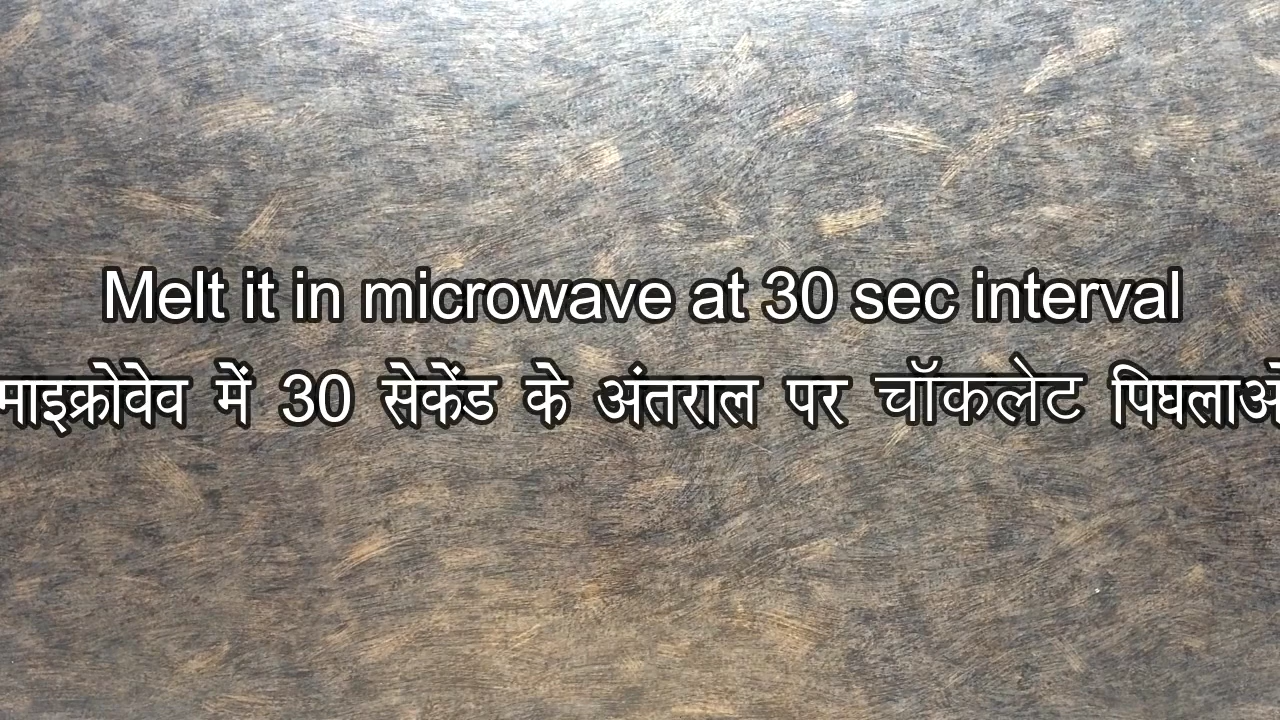 Melt it in microwave at 30 sec interval
माइक्रोवेव में 30 सेकेंड के अंतराल पर चॉकलेट पिघलाओ